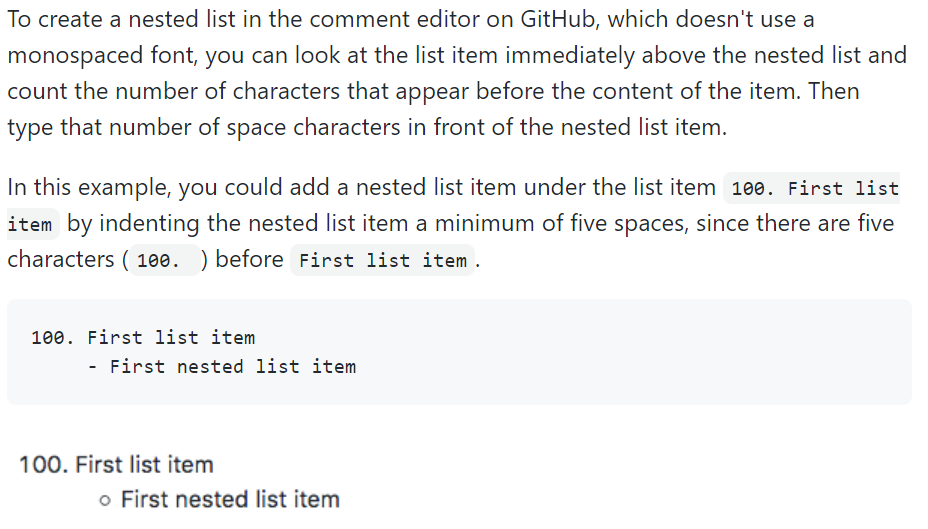 To create a nested list in the comment editor on GitHub, which doesn't use a
monospaced font, you can look at the list item immediately above the nested list and
count the number of characters that appear before the content of the item. Then
type that number of space characters in front of the nested list item.
In this example, you could add a nested list item under the list item 100. First list
item by indenting the nested list item a minimum of five spaces, since there are five
characters ( 100.  ) before First list item .
100. First list item
     - First nested list item
100. First list item
○ First nested list item